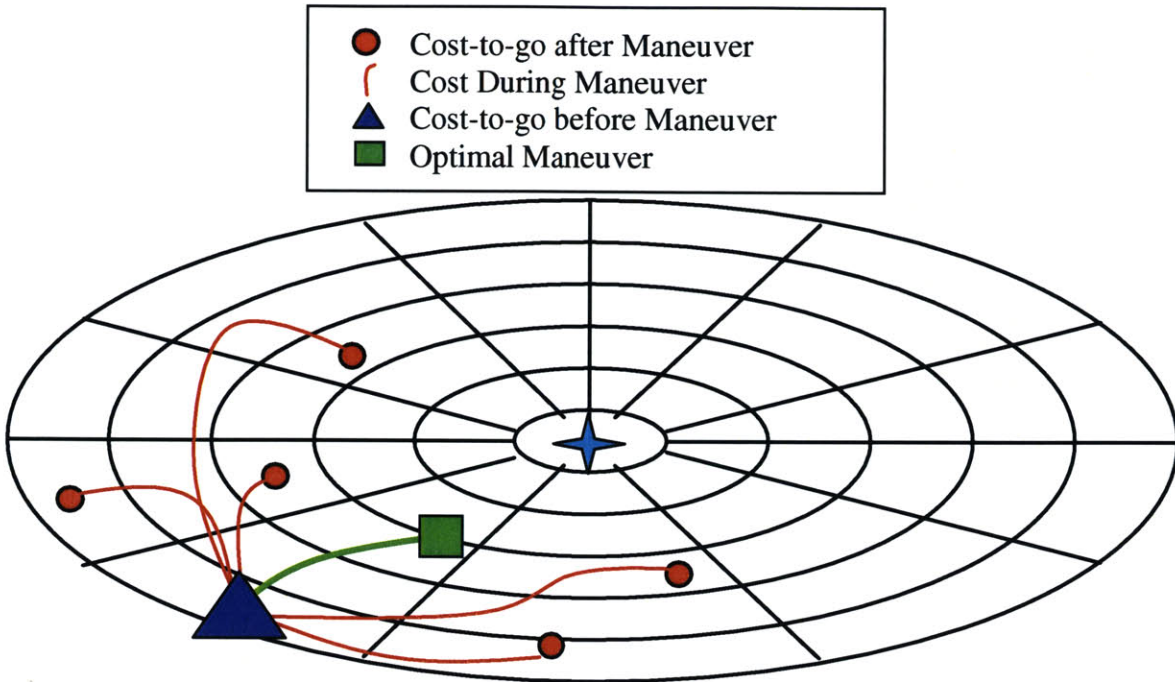 Cost-to-go after Maneuver
Cost During Maneuver
Cost-to-go before Maneuver
Optimal Maneuver